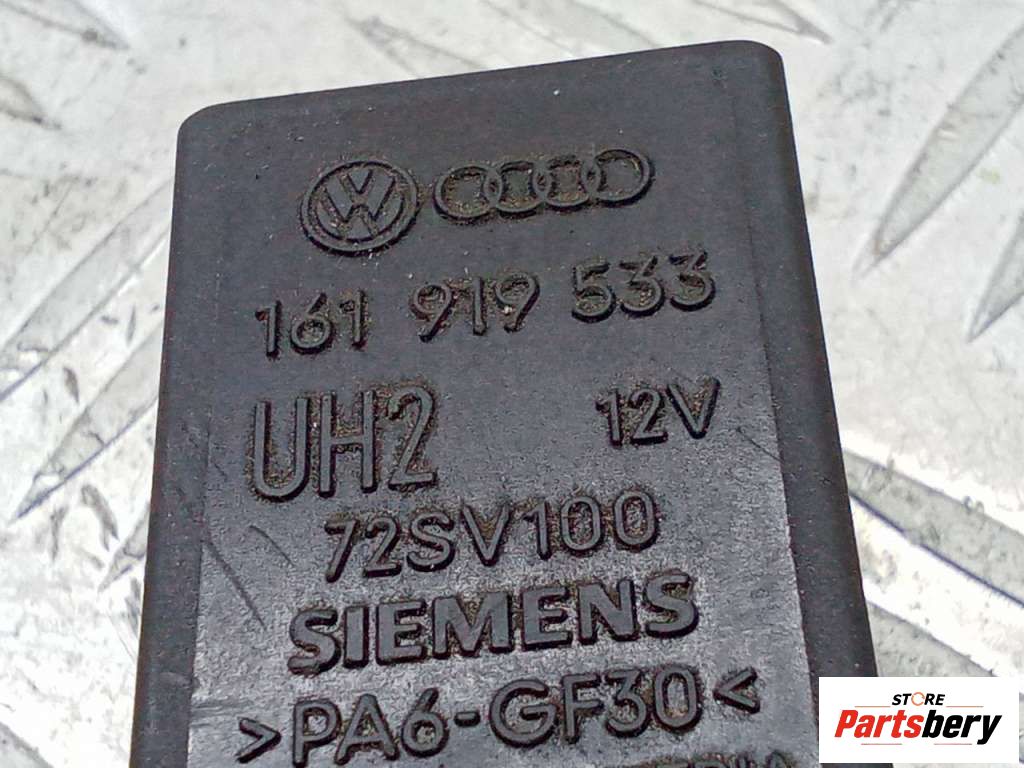 161 919 533
UH2 12V
72SV100
SIEMENS
>PA6-GF30<
STORE
Partsbery